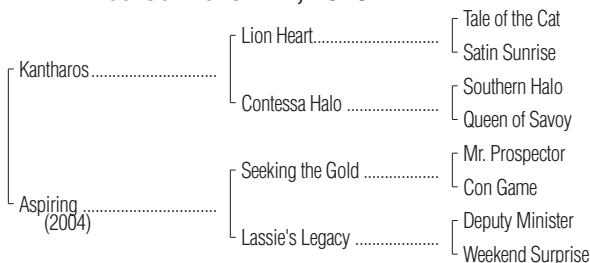 Tale of the Cat
Lion Heart
Satin Sunrise
Kantharos
Southern Halo
Contessa Halo
Queen of Savoy
Mr. Prospector
Seeking the Gold
Con Game
Aspiring
(2004)
Deputy Minister
Lassie's Legacy
Weekend Surprise